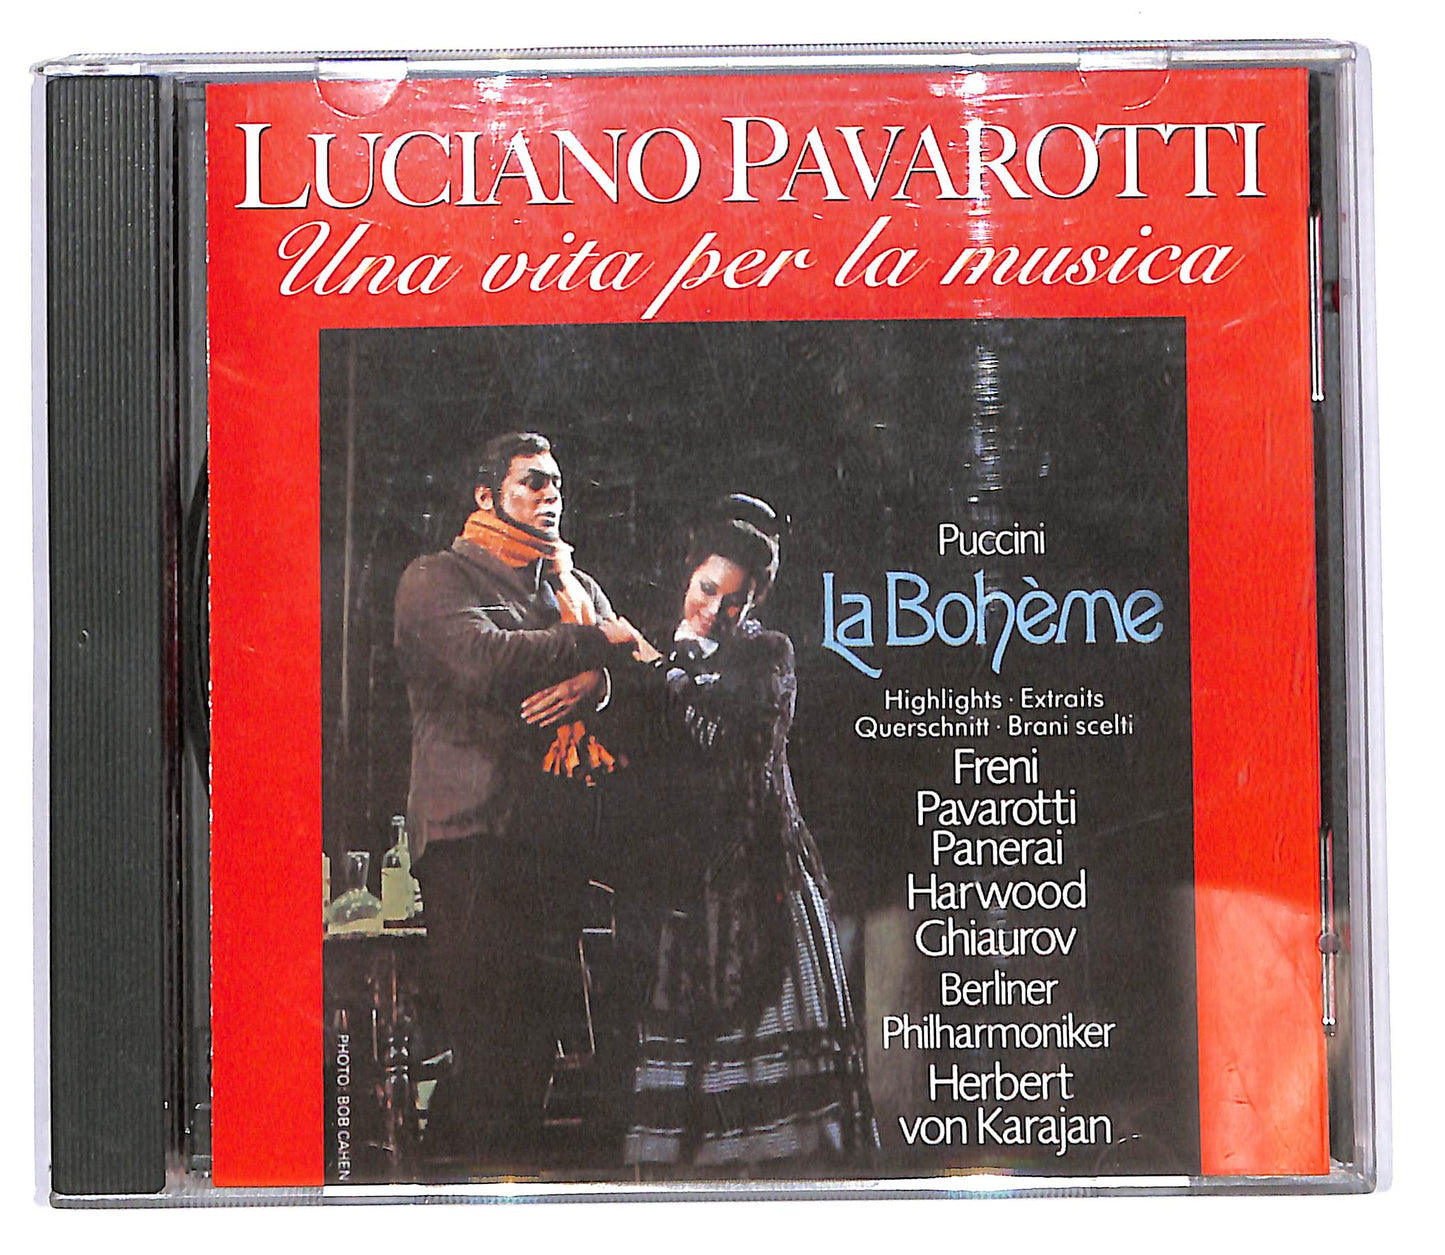 LUCIANO PAVAROTTI
Una vita per la musica
Puccini
La Bohème
Highlights · Extraits
Querschnitt · Brani scelti
Freni
Pavarotti
Panerai
Harwood
Ghiaurov
Berliner
Philharmoniker
Herbert
von Karajan
PHOTO: BOB CAHEN